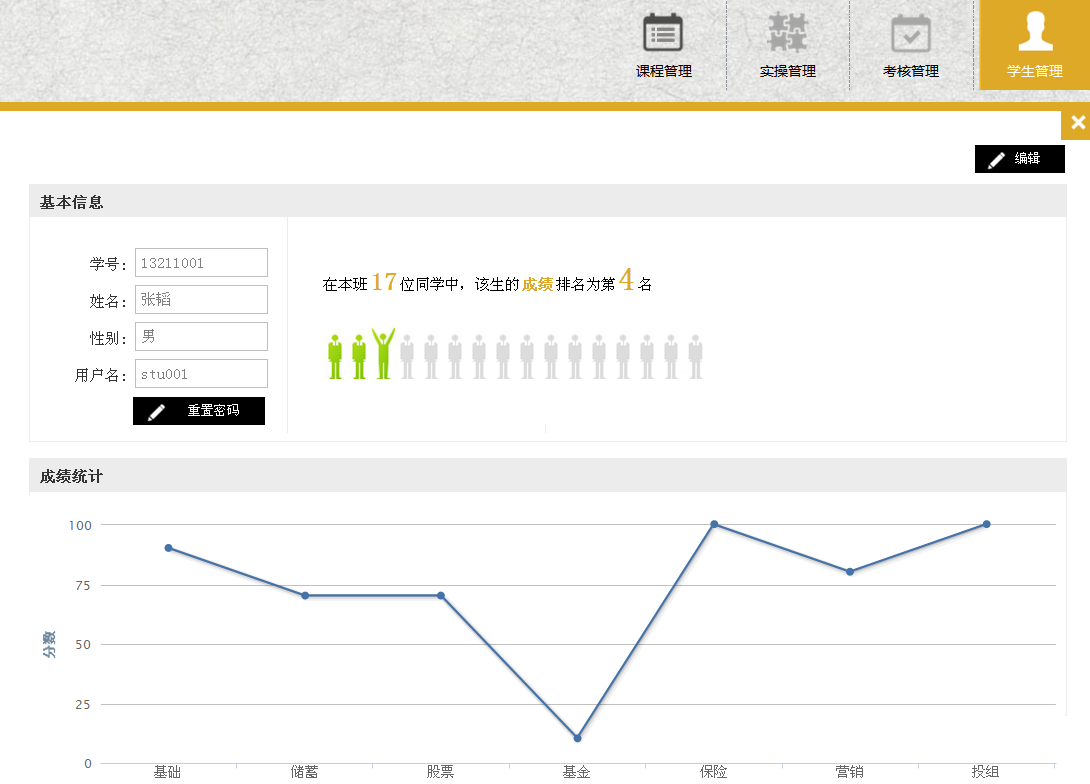 课程管理
实操管理
考核管理
学生管理
编辑
基本信息
学号： 13211001
姓名： 张韬
性别： 男
用户名： stu001
重置密码
在本班17位同学中，该生的成绩排名为第4名
成绩统计
100
75
50
25
0
分数
基础
储蓄
股票
基金
保险
营销
投组